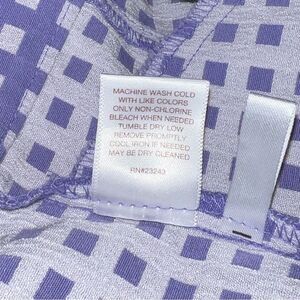 MACHINE WASH COLD
WITH LIKE COLORS
ONLY NON-CHLORINE
BLEACH WHEN NEEDED
TUMBLE DRY LOW
REMOVE PROMPTLY
COOL IRON IF NEEDED
MAY BE DRY CLEANED
RN#23243